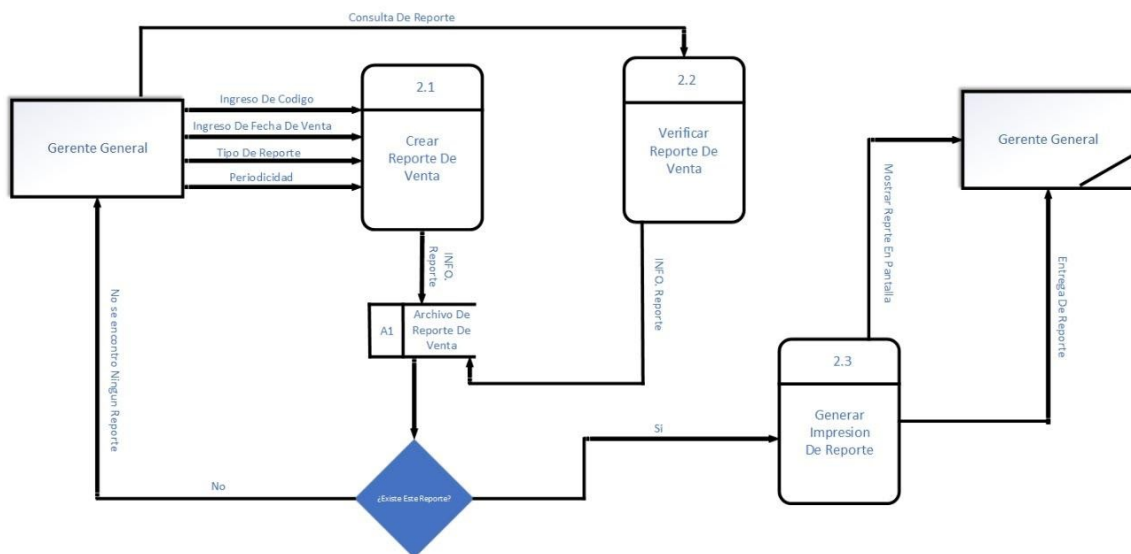 Consulta De Reporte
2.1
2.2
Ingreso De Codigo
Ingreso De Fecha De Venta
Tipo De Reporte
Periodicidad
Gerente General
Crear
Reporte De
Venta
Verificar
Reporte De
Venta
Gerente General
Mostrar Reprte En Pantalla
Entrega De Reporte
INFO.
Reporte
INFO. Reporte
No se encontro Ningun Reporte
A1
Archivo De
Reporte De
Venta
2.3
Generar
Impresion
De Reporte
Si
No
¿Existe Este Reporte?